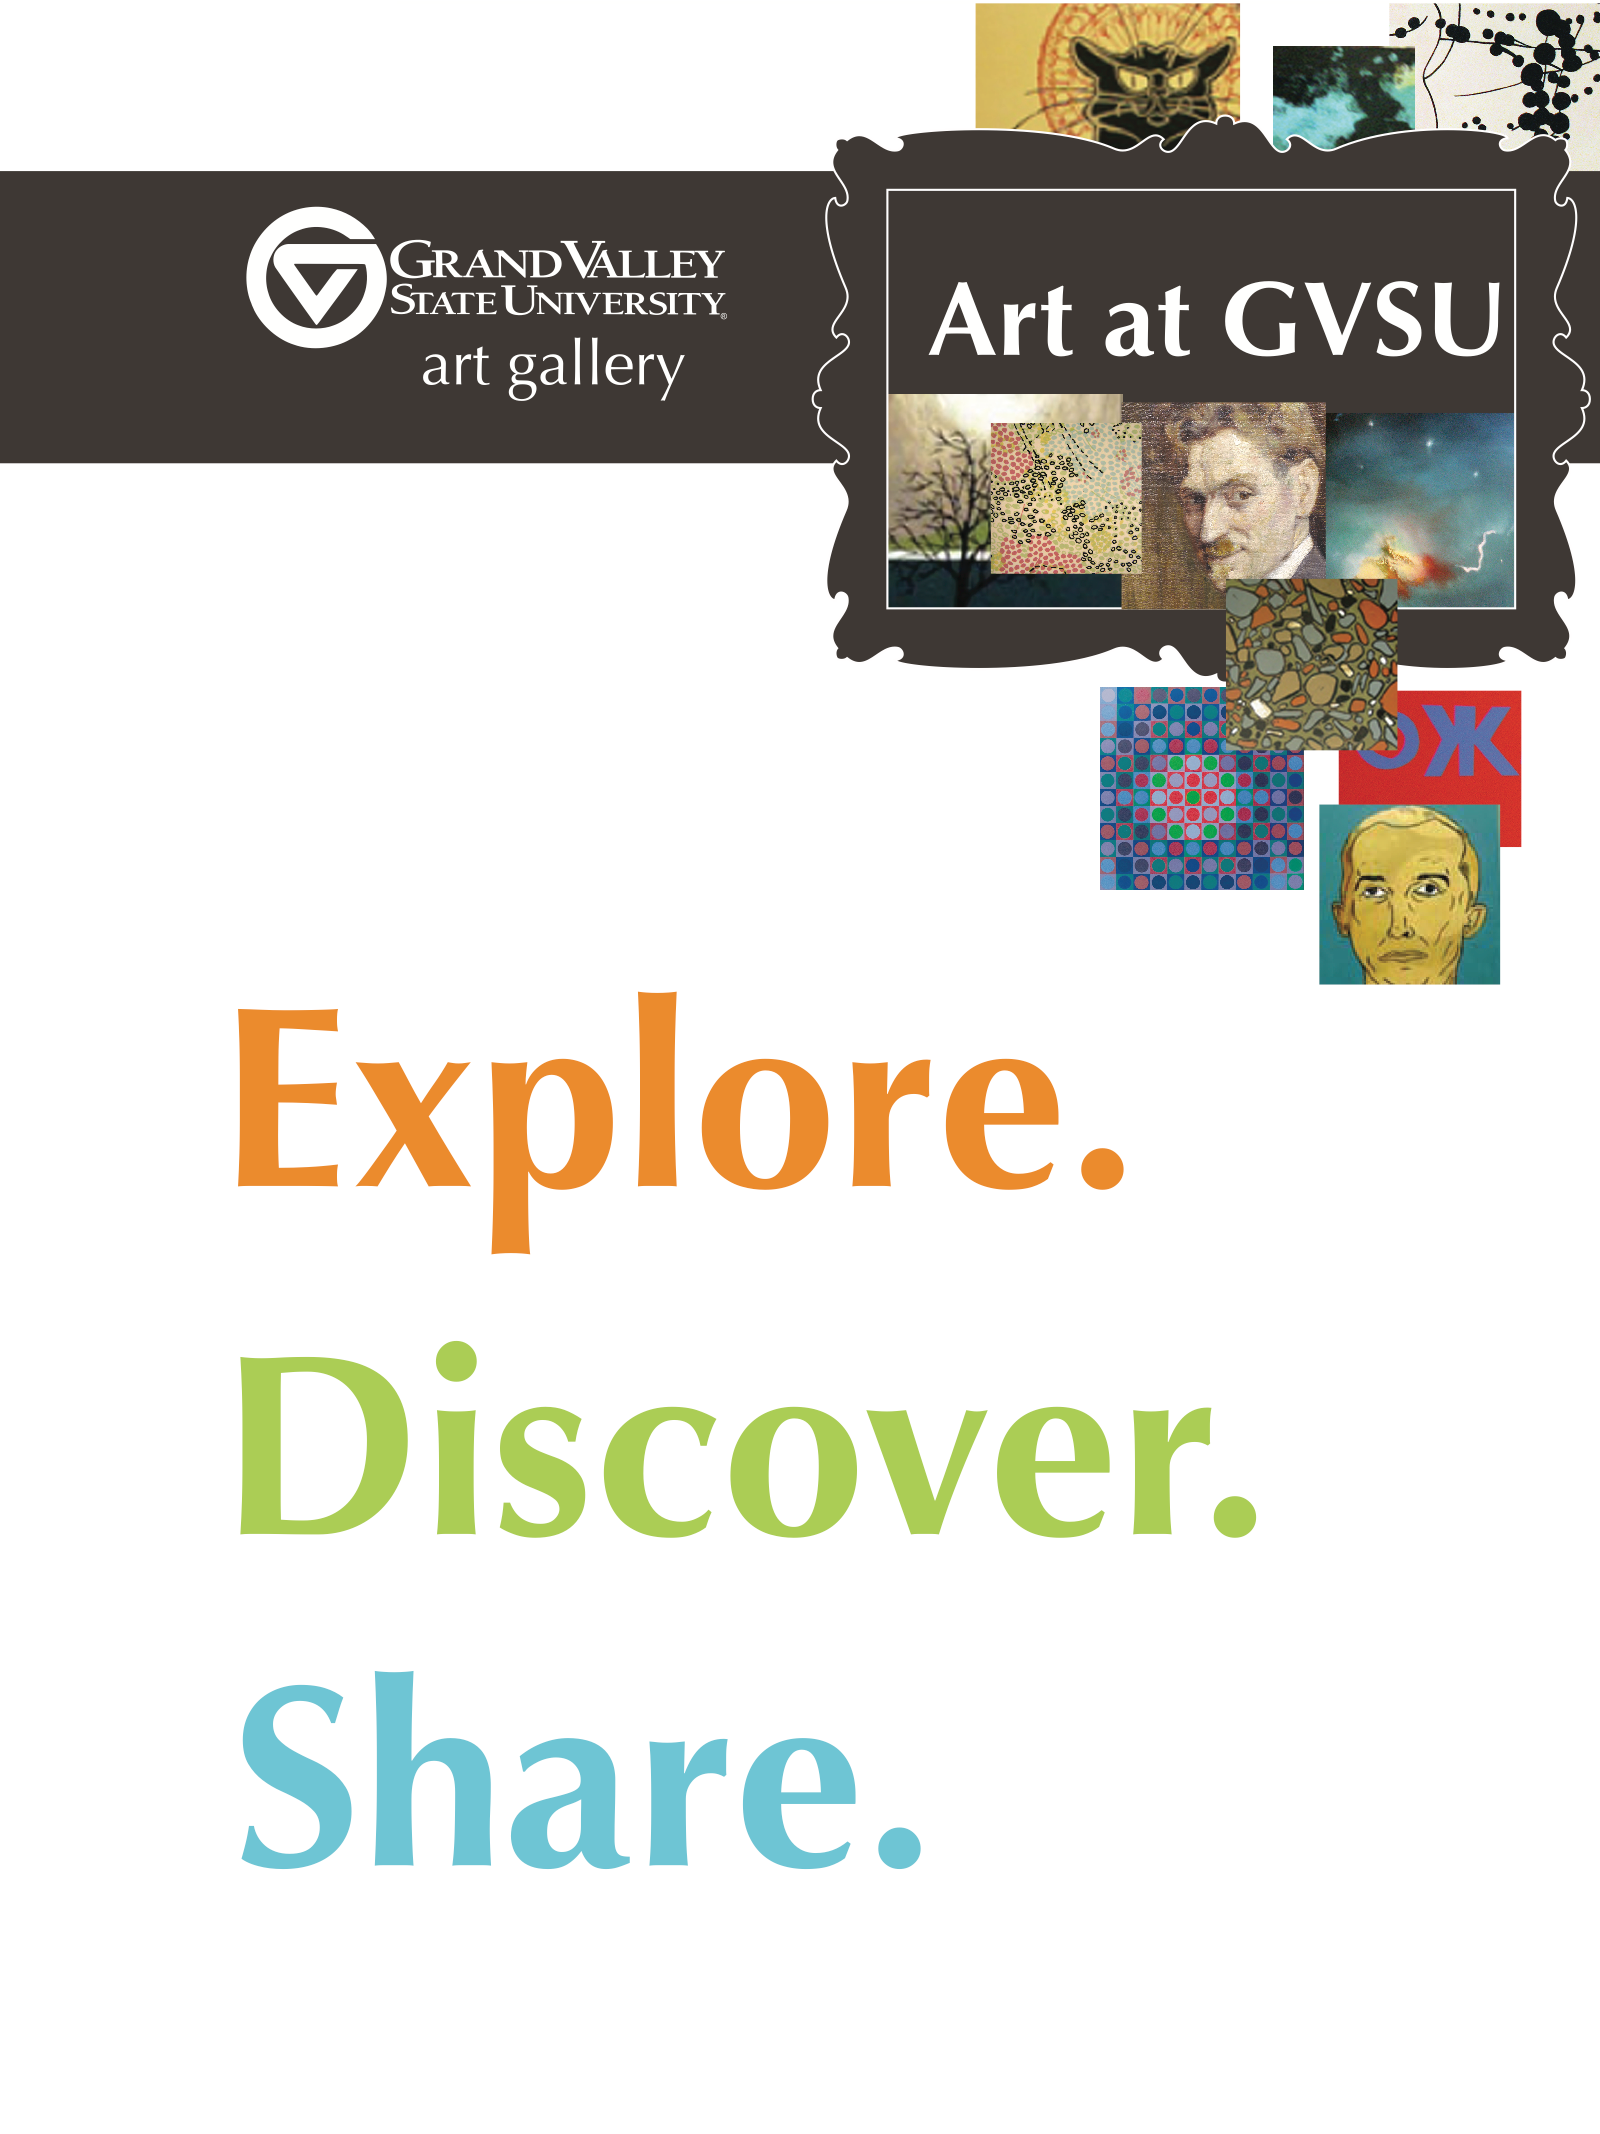 GRAND VALLEY
STATE UNIVERSITY®
art gallery
Art at GVSU
Explore.
Discover.
Share.